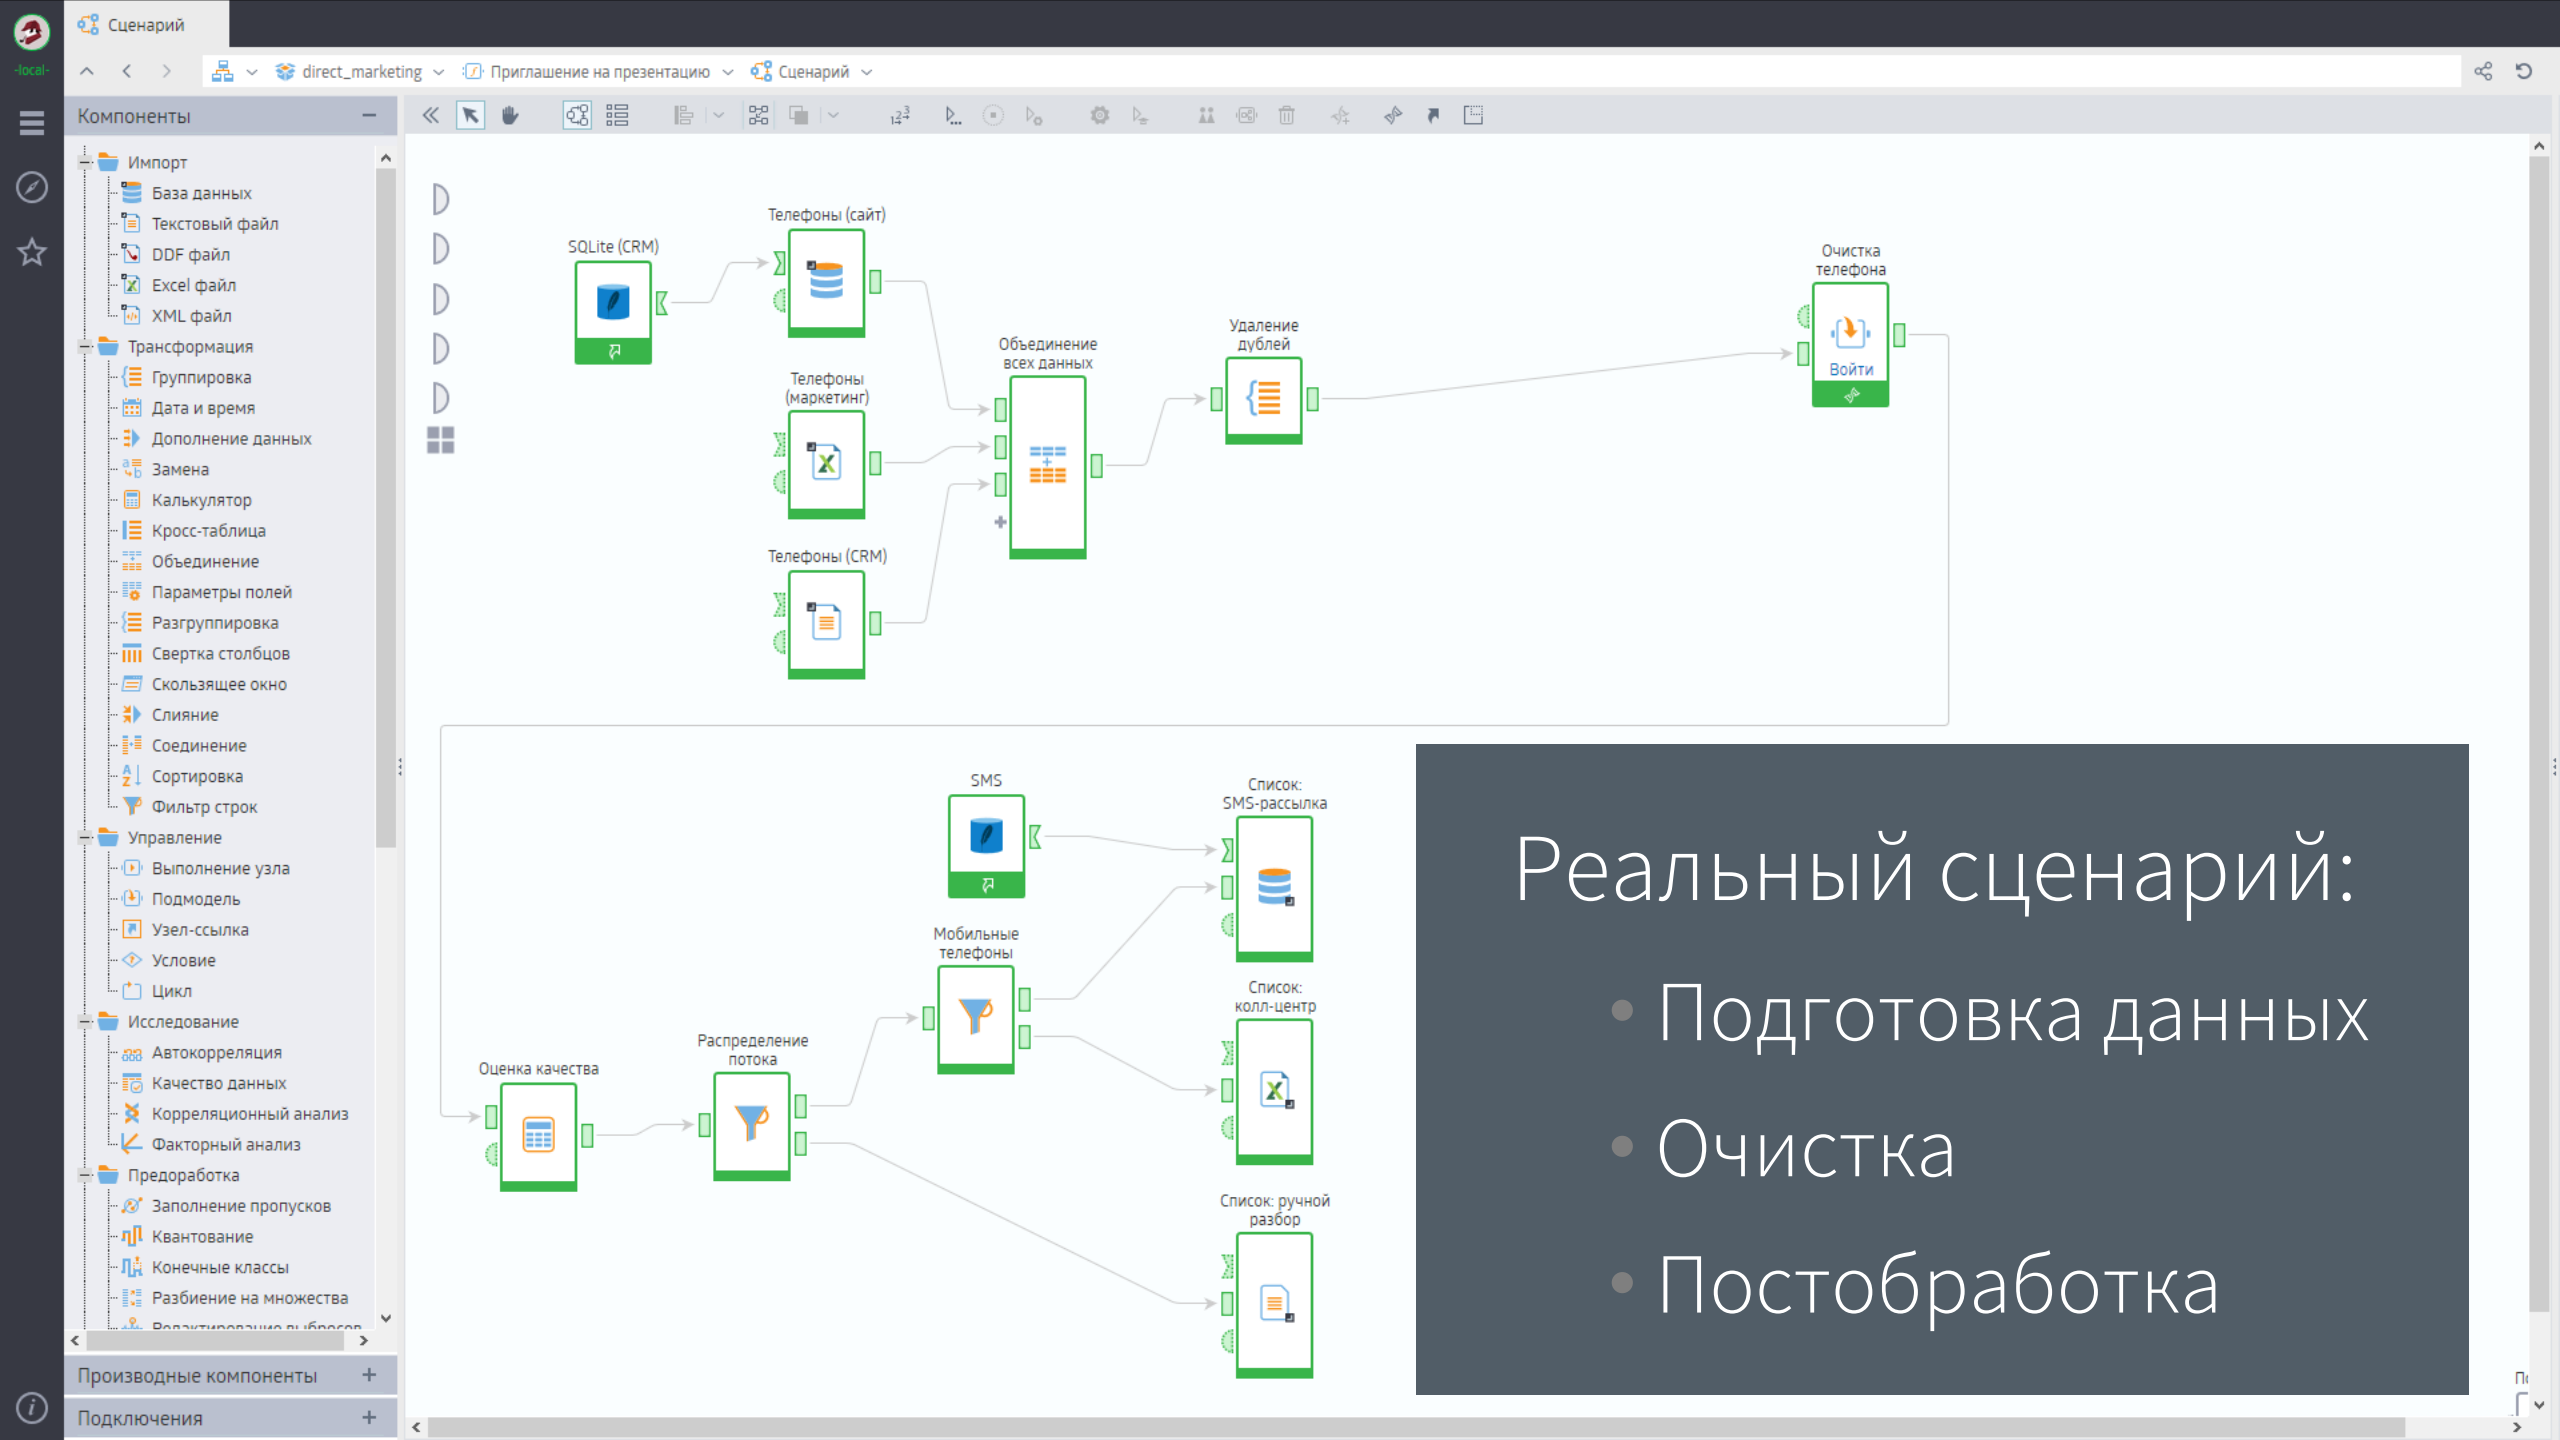 Сценарий
-local-
direct_marketing
Приглашение на презентацию
Сценарий
Компоненты
Импорт
База данных
Текстовый файл
DDF файл
Excel файл
XML файл
Трансформация
Группировка
Дата и время
Дополнение данных
Замена
Калькулятор
Кросс-таблица
Объединение
Параметры полей
Разгруппировка
Свертка столбцов
Скользящее окно
Слияние
Соединение
Сортировка
Фильтр строк
Управление
Выполнение узла
Подмодель
Узел-ссылка
Условие
Цикл
Исследование
Автокорреляция
Качество данных
Корреляционный анализ
Факторный анализ
Предоработка
Заполнение пропусков
Квантование
Конечные классы
Разбиение на множества
Редактирование выбросов
Производные компоненты
Подключения
SQLite (CRM)
Телефоны (сайт)
Телефоны
(маркетинг)
Телефоны (CRM)
Объединение
всех данных
Удаление
дублей
Очистка
телефона
Войти
SMS
Список:
SMS-рассылка
Мобильные
телефоны
Список:
колл-центр
Распределение
потока
Оценка качества
Список: ручной
разбор
Реальный сценарий:
• Подготовка данных
• Очистка
• Постобработка